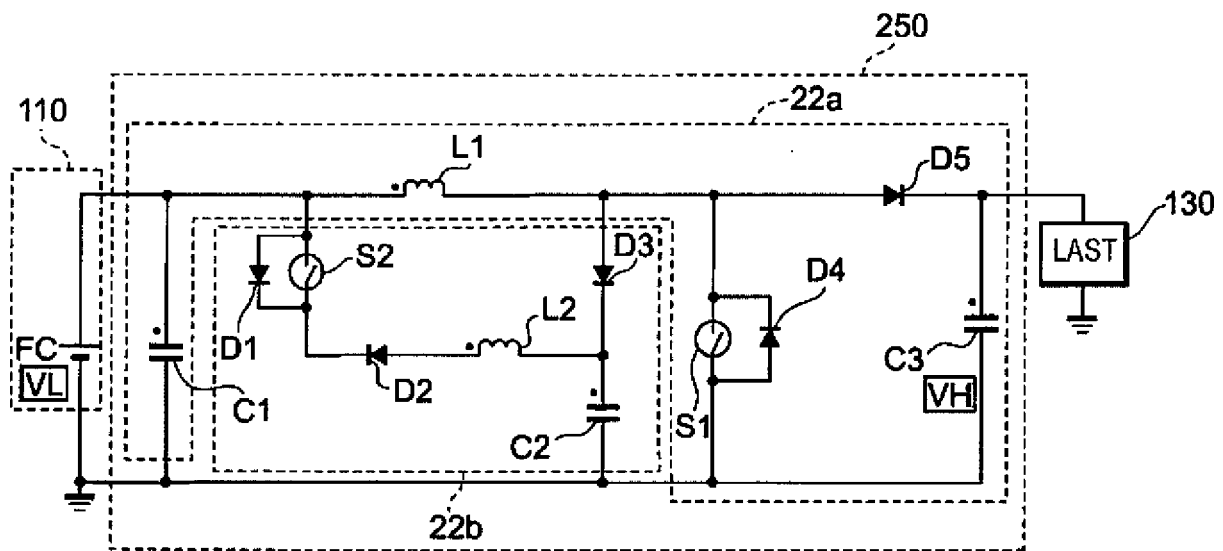 250
110
22a
L1
D5
130
S2
D3
LAST
D4
L2
FC
D1
VL
C1
D2
C3
S1
VH
C2
22b